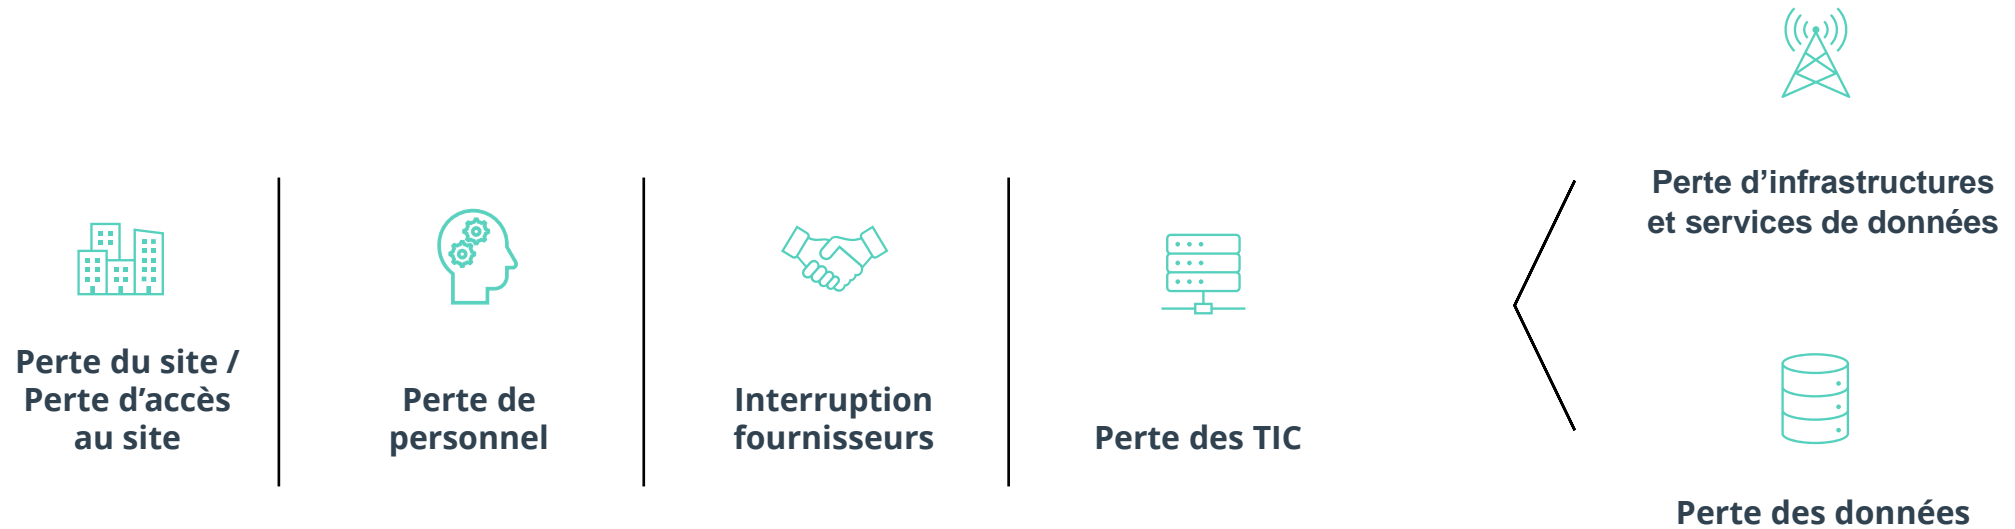 Perte du site /
Perte d’accès
au site
Perte de
personnel
Interruption
fournisseurs
Perte des TIC
Perte d’infrastructures
et services de données
Perte des données